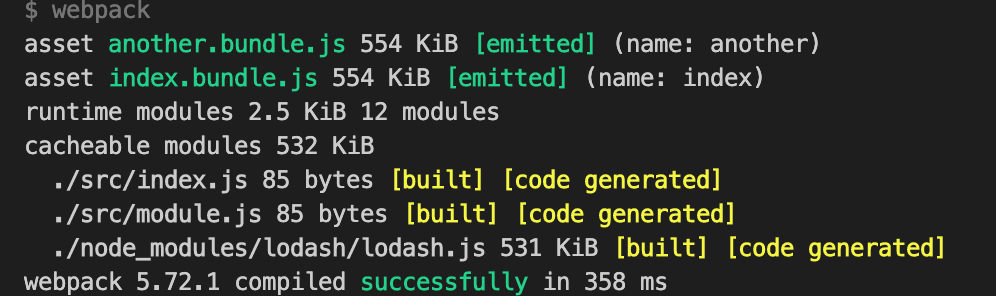 $ webpack
asset another.bundle.js 554 KiB [emitted] (name: another)
asset index.bundle.js 554 KiB [emitted] (name: index)
runtime modules 2.5 KiB 12 modules
cacheable modules 532 KiB
  ./src/index.js 85 bytes [built] [code generated]
  ./src/module.js 85 bytes [built] [code generated]
  ./node_modules/lodash/lodash.js 531 KiB [built] [code generated]
webpack 5.72.1 compiled successfully in 358 ms